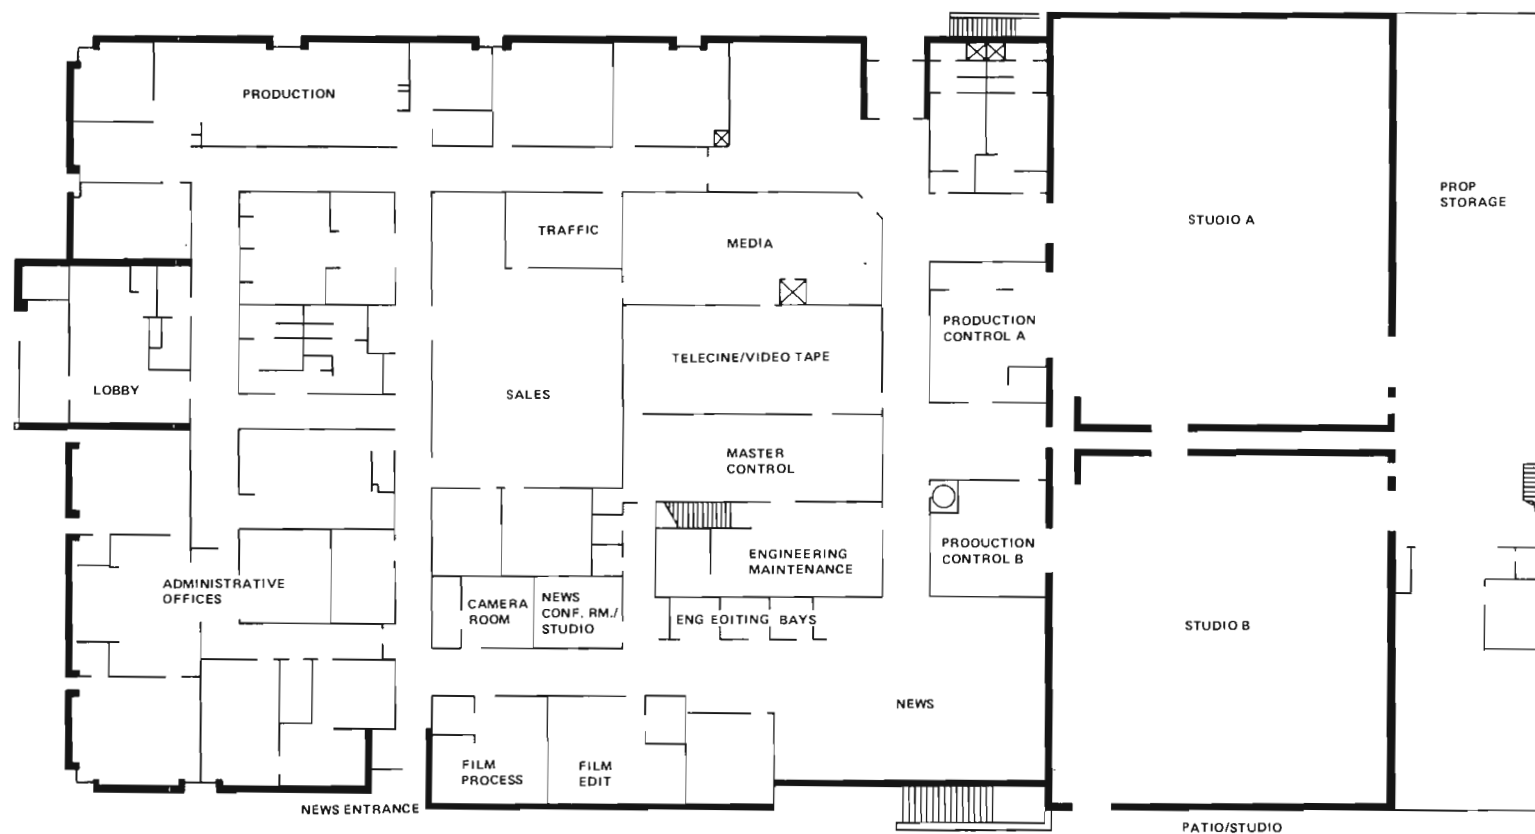 PRODUCTION
PROP
STORAGE
STUDIO A
TRAFFIC
MEDIA
PRODUCTION
CONTROL A
TELECINE/VIDEO TAPE
LOBBY
SALES
MASTER
CONTROL
PROOUCTION
CONTROL B
ENGINEERING
MAINTENANCE
ADMINISTRATIVE
OFFICES
CAMERA
ROOM
NEWS
CONF. RM./
STUDIO
ENG EOITING BAYS
STUDIO B
NEWS
FILM
PROCESS
FILM
EDIT
NEWS ENTRANCE
PATIO/STUDIO